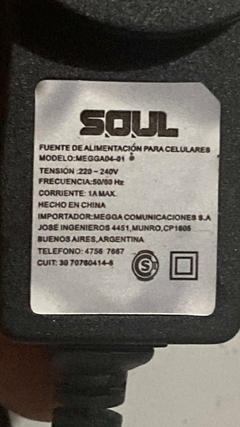 SOUL
FUENTE DE ALIMENTACIÓN PARA CELULARES
MODELO:MEGGA04-01
TENSIÓN :220 - 240V
FRECUENCIA:50/60 Hz
CORRIENTE: 1A MAX.
HECHO EN CHINA
IMPORTADOR:MEGGA COMUNICACIONES S.A
JOSE INGENIEROS 4451,MUNRO,CP1605
BUENOS AIRES,ARGENTINA
TELEFONO: 4756 7667
CUIT: 30 70760414-6
S